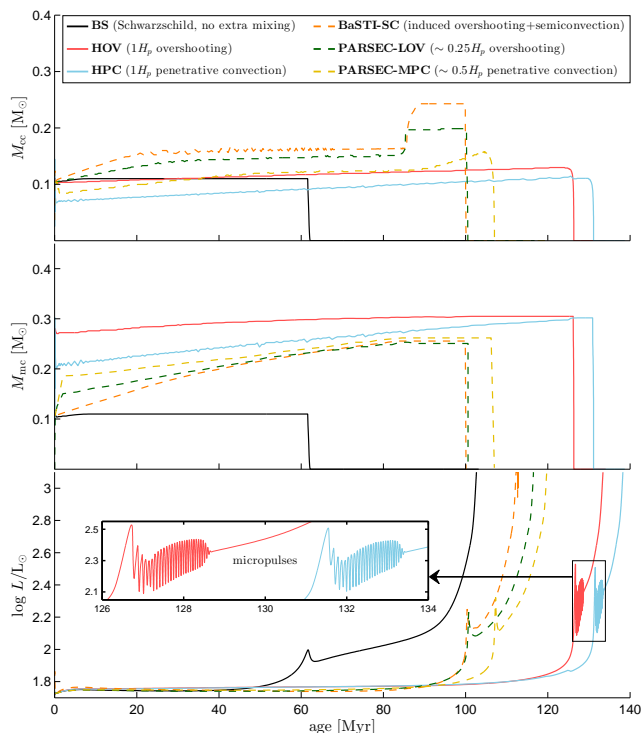 BS (Schwarzschild, no extra mixing)
HOV (1Hp overshooting)
HPC (1Hp penetrative convection)
BaSTI-SC (induced overshooting+semiconvection)
PARSEC-LOV (∼ 0.25Hp overshooting)
PARSEC-MPC (∼ 0.5Hp penetrative convection)
0.4
0.3
0.2
0.1
Mcc [M⊙]
0.4
0.3
0.2
0.1
Mmc [M⊙]
3
2.8
2.6
2.4
2.2
2
1.8
log L/L⊙
2.5
2.3
2.1
micropulses
126 128 130 132 134
0 20 40 60 80 100 120 140
age [Myr]